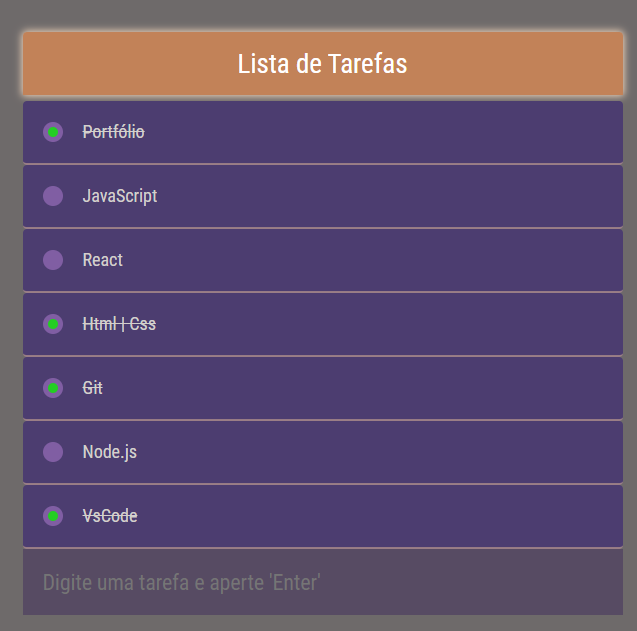 Lista de Tarefas
Portfólio
JavaScript
React
Html | Css
Git
Node.js
VsCode
Digite uma tarefa e aperte 'Enter'